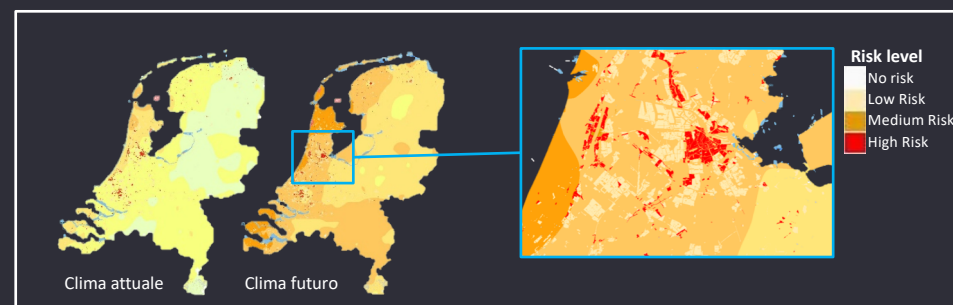 Risk level
No risk
Low Risk
Medium Risk
High Risk
Clima attuale
Clima futuro